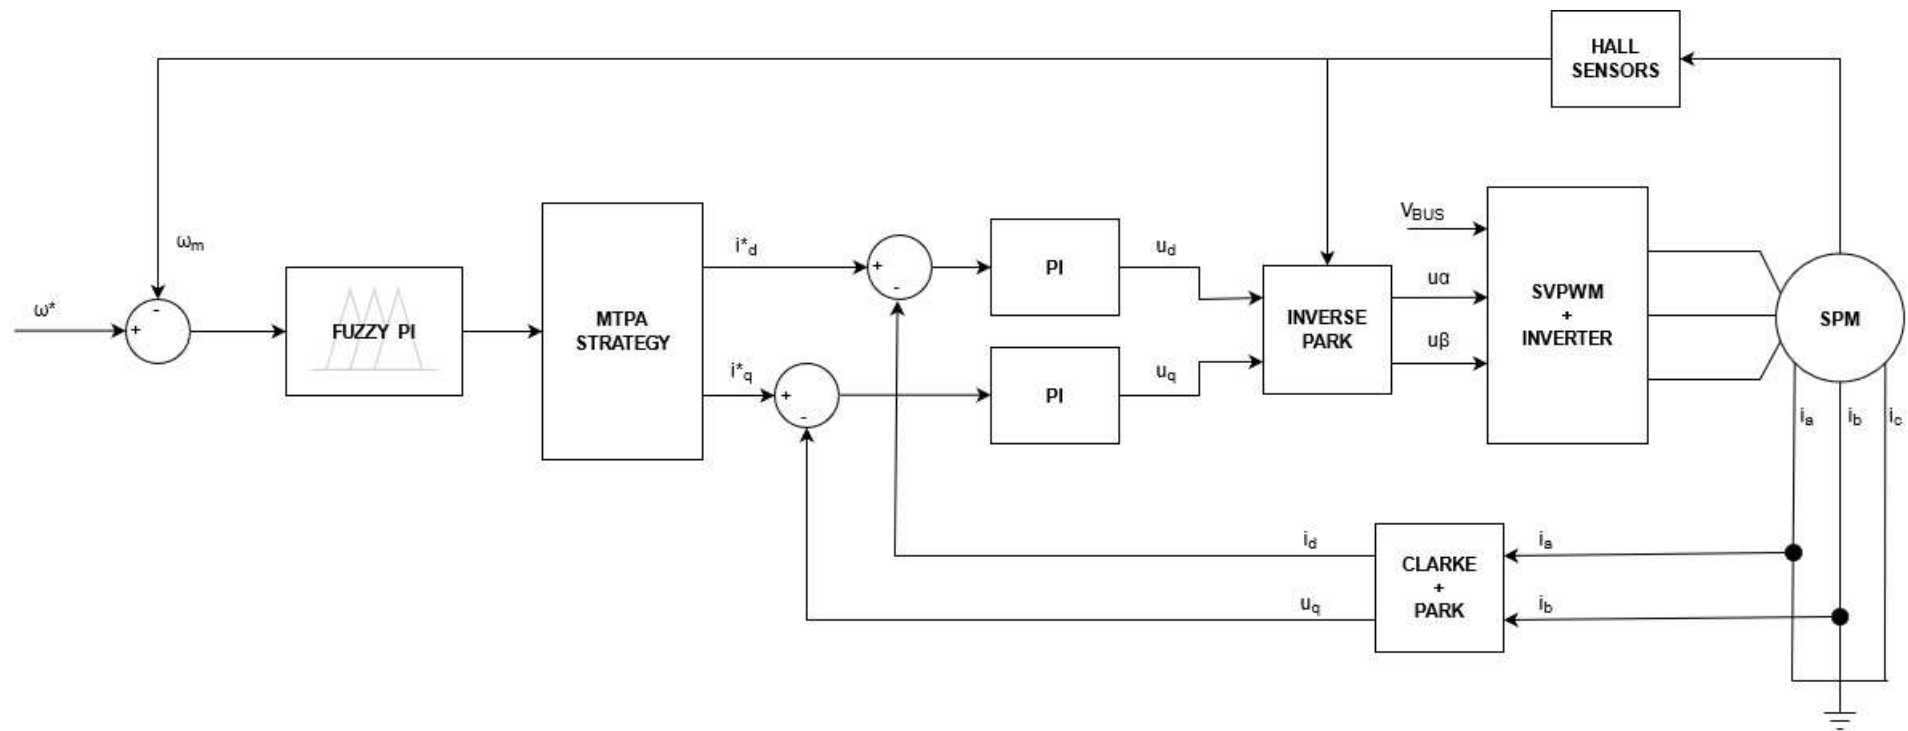 HALL
SENSORS
ωm
ω*
+
-
FUZZY PI
MTPA
STRATEGY
i*d
i*q
+
-
+
-
PI
PI
ud
uq
INVERSE
PARK
VBUS
uα
uβ
SVPWM
+
INVERTER
SPM
ia
ib
ic
id
uq
CLARKE
+
PARK
ia
ib